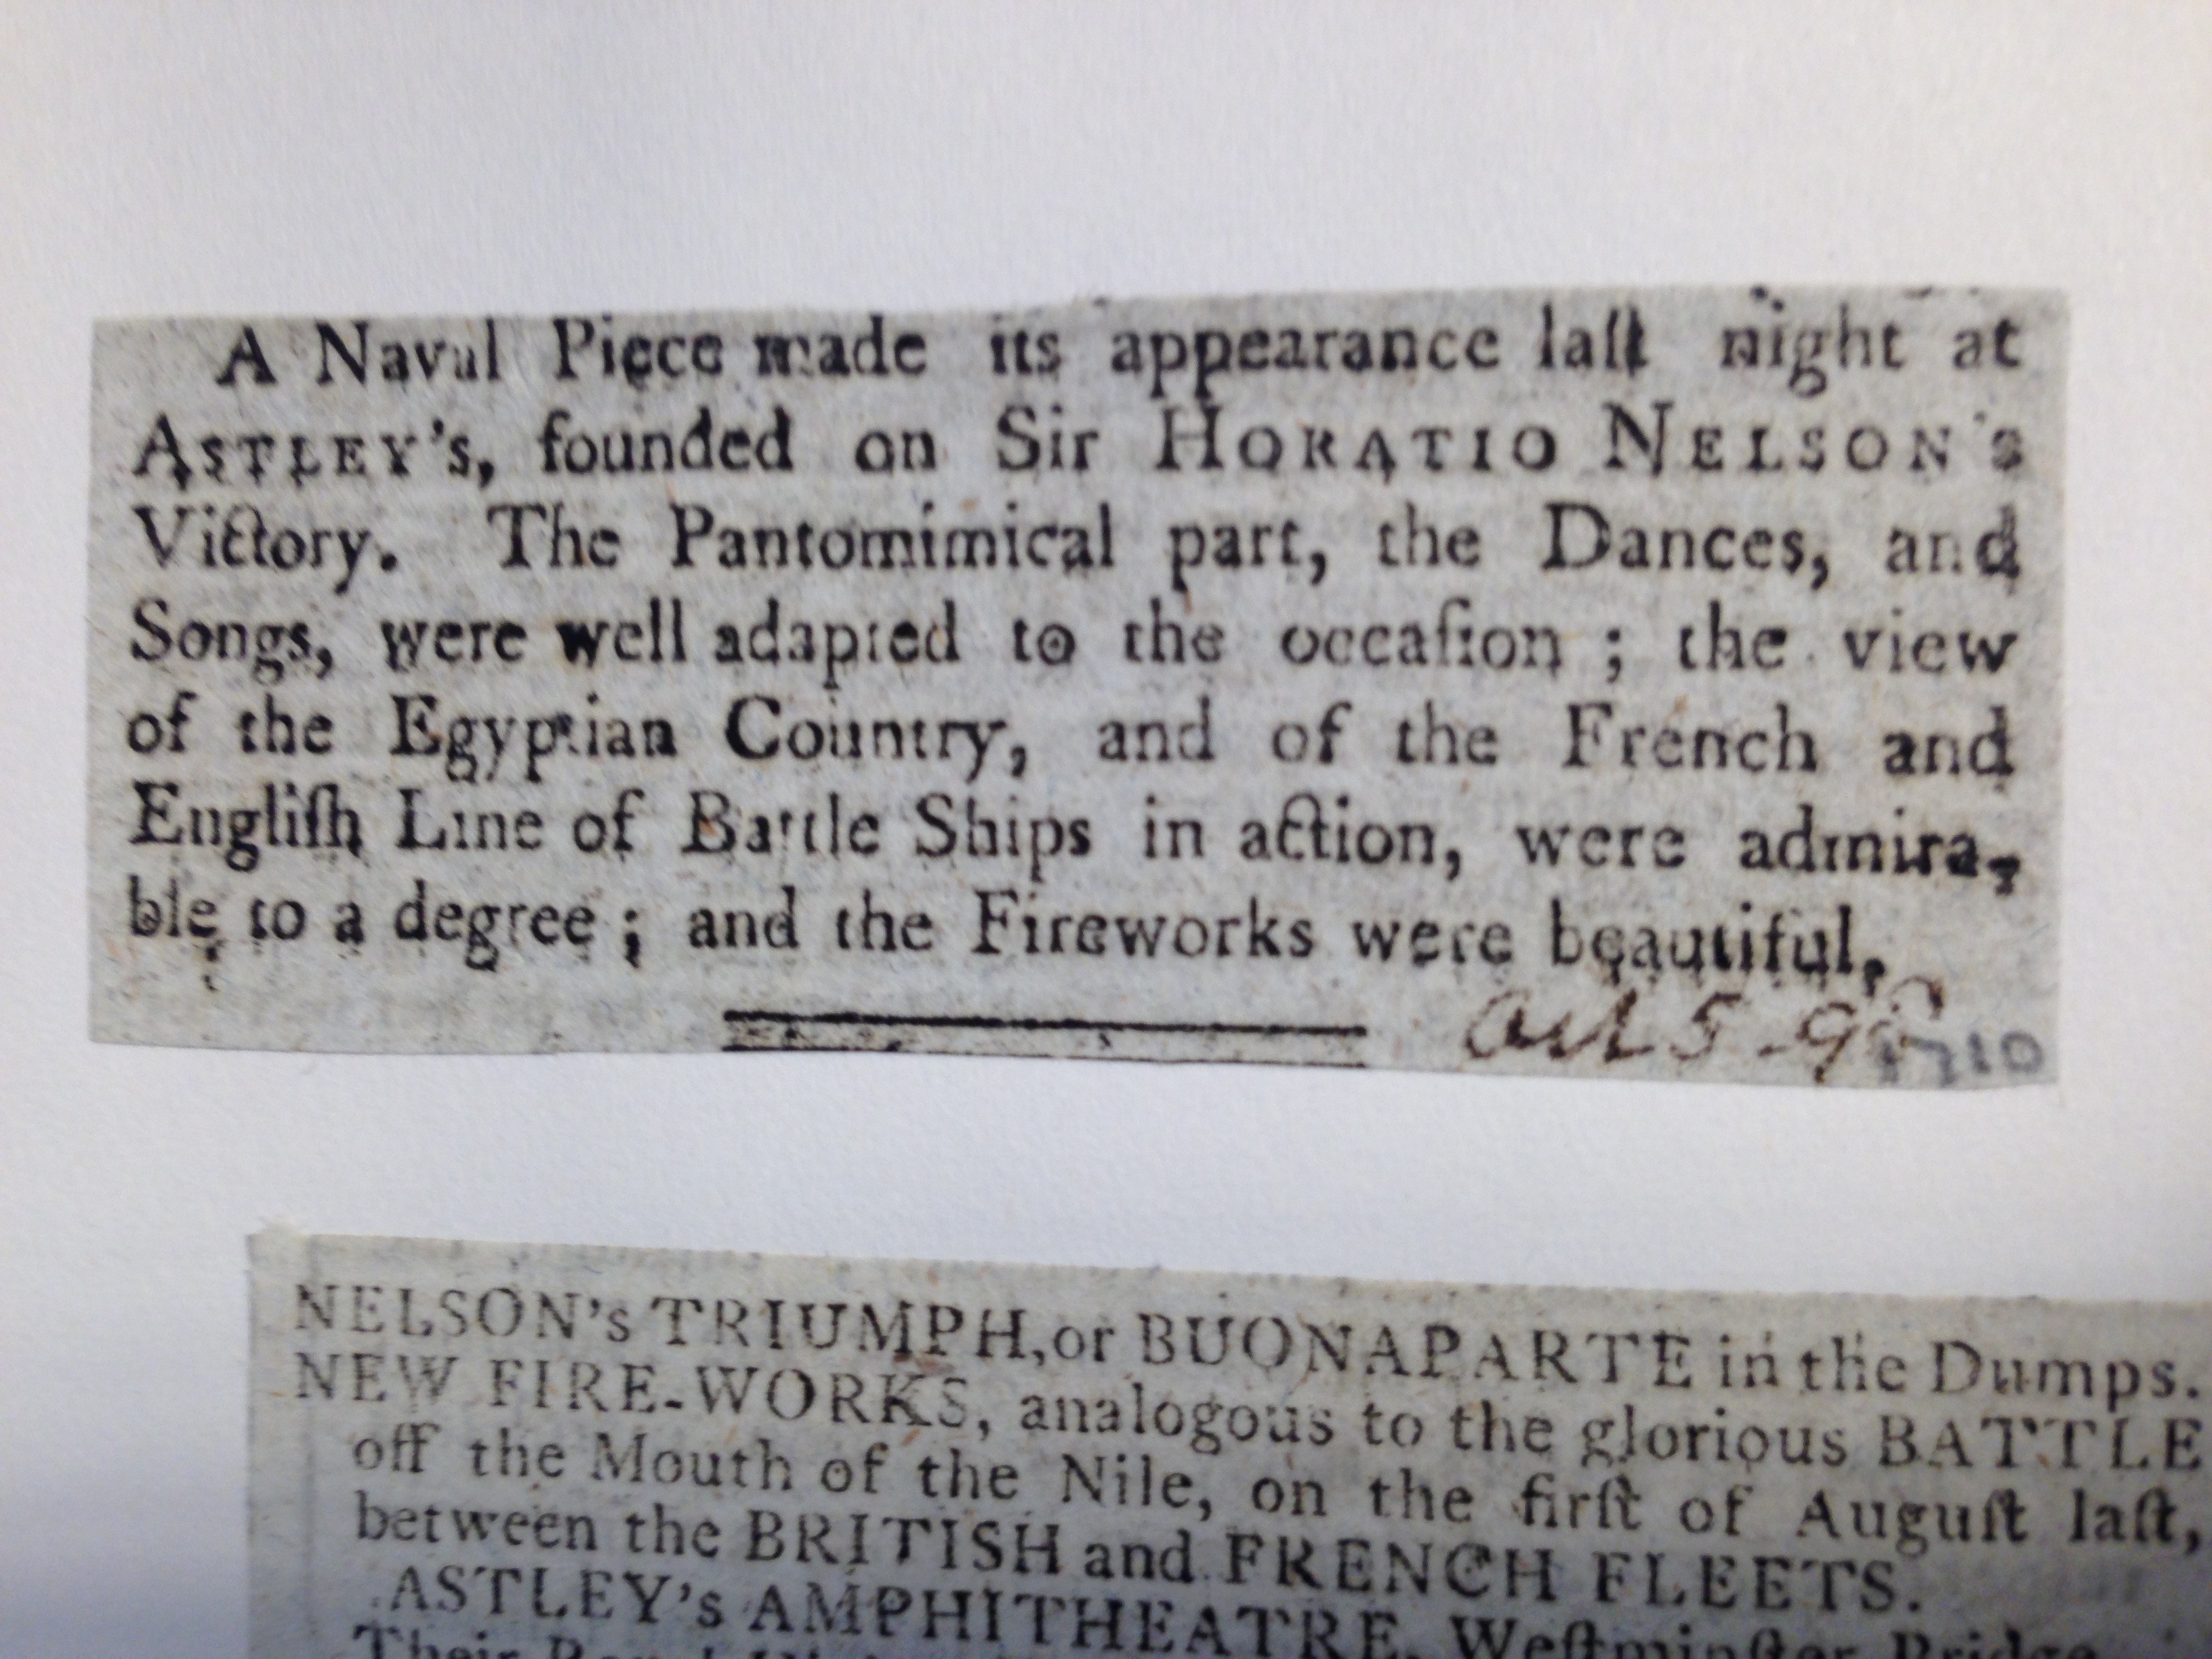 A Naval Piece made its appearance laſt night at
ASTLEY's, founded on Sir HORATIO NELSON's
Victory. The Pantomimical part, the Dances, and
Songs, were well adapted to the occaſion ; the view
of the Egyptian Country, and of the French and
Engliſh Line of Battle Ships in action, were admira-
ble to a degree ; and the Fireworks were beautiful.
Oct 5 - 98
1710
NELSON's TRIUMPH, or BUONAPARTE in the Dumps.
NEW FIRE-WORKS, analogous to the glorious BATTLE
off the Mouth of the Nile, on the firſt of Auguſt laſt,
between the BRITISH and FRENCH FLEETS.
ASTLEY's AMPHITHEATRE, Weſtminſter Bridge
Their